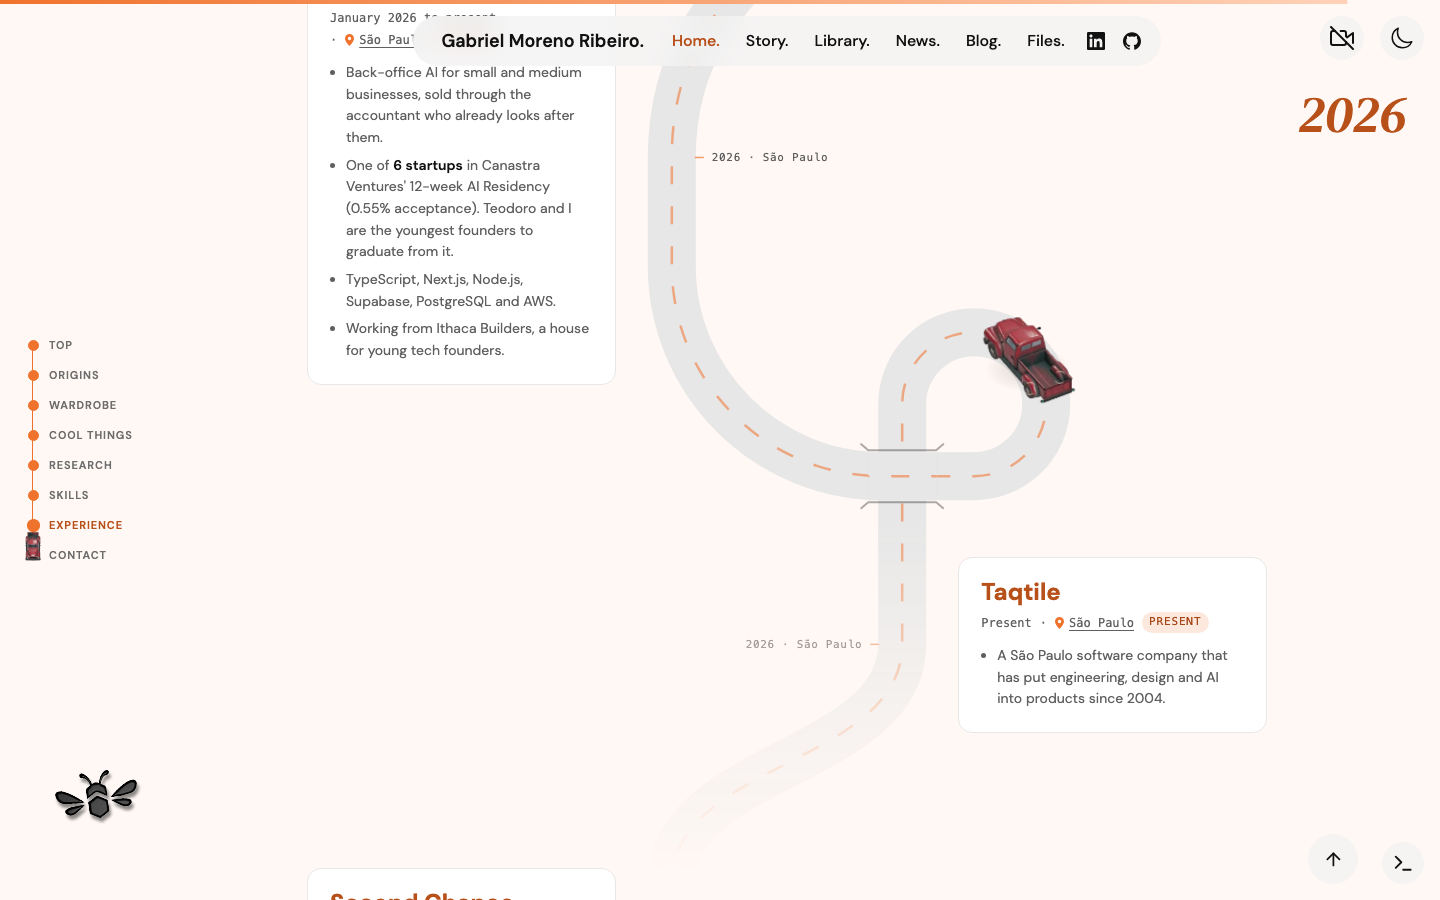 January 2026 to present
Gabriel Moreno Ribeiro.
Home.
Story.
Library.
News.
Blog.
Files.
· São Paul
2026
Back-office AI for small and medium
businesses, sold through the
accountant who already looks after
them.
One of 6 startups in Canastra
Ventures' 12-week AI Residency
(0.55% acceptance). Teodoro and I
are the youngest founders to
graduate from it.
TypeScript, Next.js, Node.js,
Supabase, PostgreSQL and AWS.
Working from Ithaca Builders, a house
for young tech founders.
2026 · São Paulo
TOP
ORIGINS
WARDROBE
COOL THINGS
RESEARCH
SKILLS
EXPERIENCE
CONTACT
Taqtile
Present · São Paulo PRESENT
A São Paulo software company that
has put engineering, design and AI
into products since 2004.
2026 · São Paulo
Second Chance